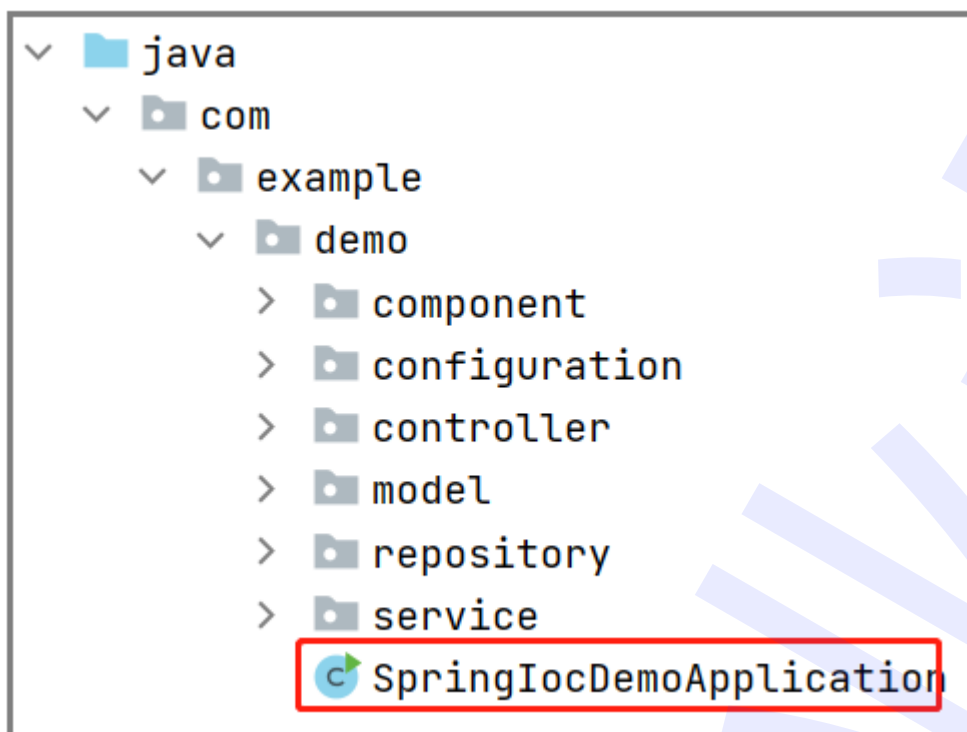 java
com
example
demo
component
configuration
controller
model
repository
service
SpringIocDemoApplication